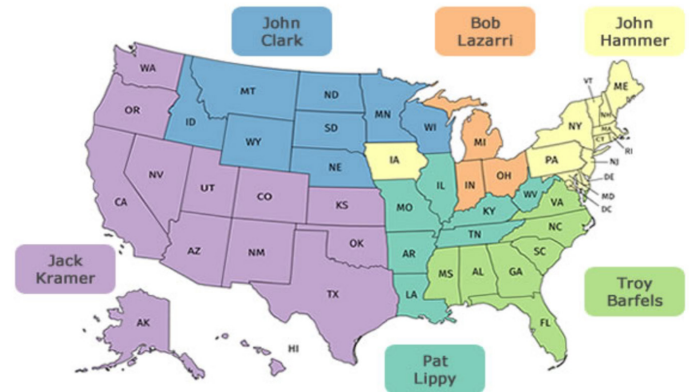 John
Clark
Bob
Lazarri
John
Hammer
WA
OR
ID
MT
ND
MN
WI
SD
WY
NE
IA
MI
VT
ME
NH
NY
MA
CT
RI
PA
NJ
DE
MD
DC
NV
UT
CO
KS
CA
IL
IN
OH
MO
KY
WV
VA
AZ
NM
OK
AR
TN
NC
SC
TX
LA
MS
AL
GA
FL
AK
HI
Jack
Kramer
Troy
Barfels
Pat
Lippy